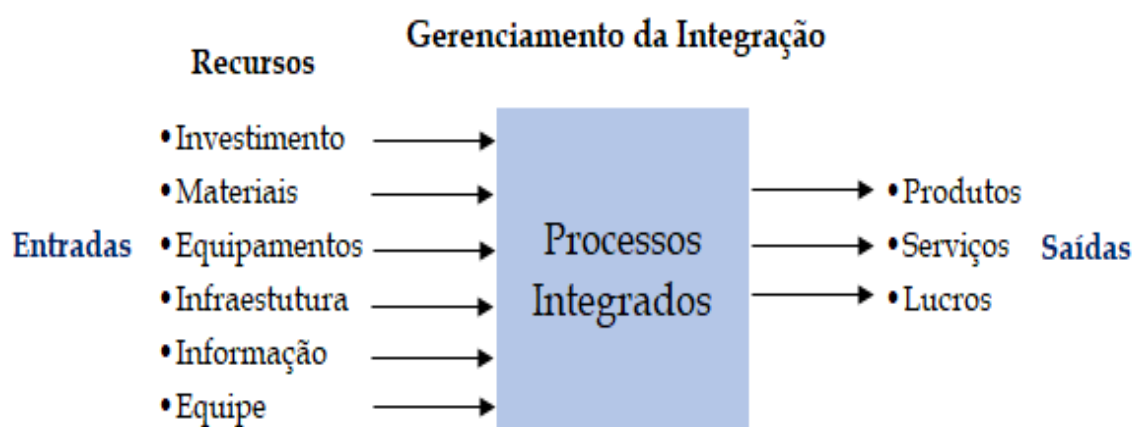 Gerenciamento da Integração
Recursos
•Investimento
•Materiais
Entradas
•Equipamentos
•Infraestutura
•Informação
•Equipe
Processos
Integrados
•Produtos
•Serviços
•Lucros
Saídas